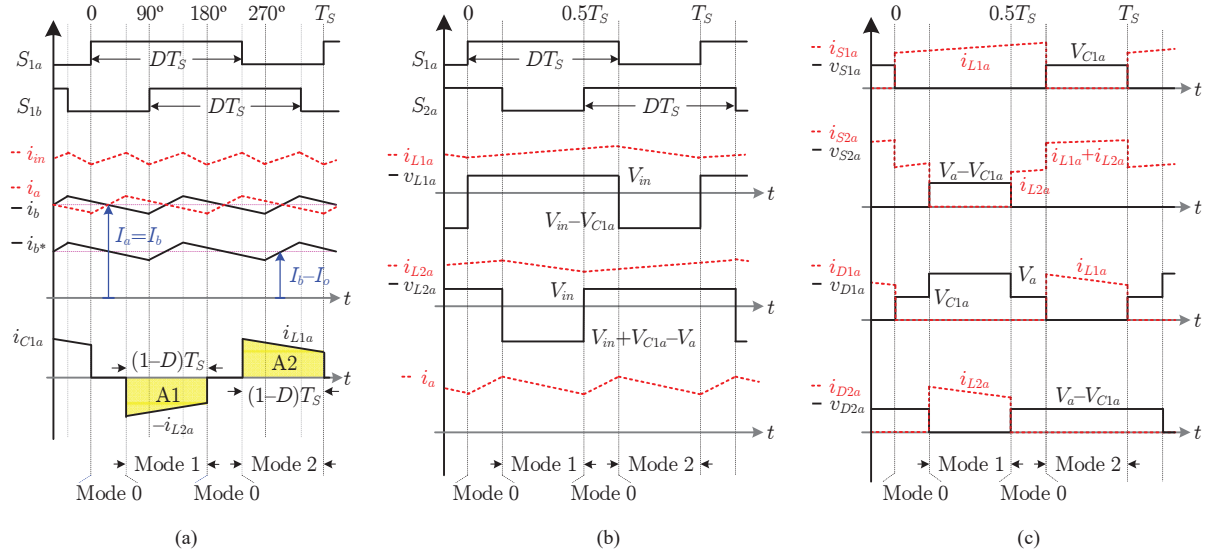 0 90º 180º 270º T_S
S_1a DT_S
S_1b DT_S
i_in
i_a
i_b
i_b*
I_a=I_b
I_b−I_o
t
i_C1a
(1−D)T_S
i_L1a
A2
A1
−i_L2a
(1−D)T_S
t
Mode 1 Mode 2
Mode 0 Mode 0
(a)
0 0.5T_S T_S
S_1a DT_S
S_2a DT_S
i_L1a
v_L1a
V_in
V_in−V_C1a
t
i_L2a
v_L2a
V_in
V_in+V_C1a−V_a
t
i_a
t
Mode 1 Mode 2
Mode 0 Mode 0
(b)
0 0.5T_S T_S
i_S1a
v_S1a
i_L1a
V_C1a
t
i_S2a
v_S2a
V_a−V_C1a
i_L2a
i_L1a+i_L2a
t
i_D1a
v_D1a
V_C1a
V_a
i_L1a
t
i_D2a
v_D2a
i_L2a
V_a−V_C1a
t
Mode 1 Mode 2
Mode 0 Mode 0
(c)